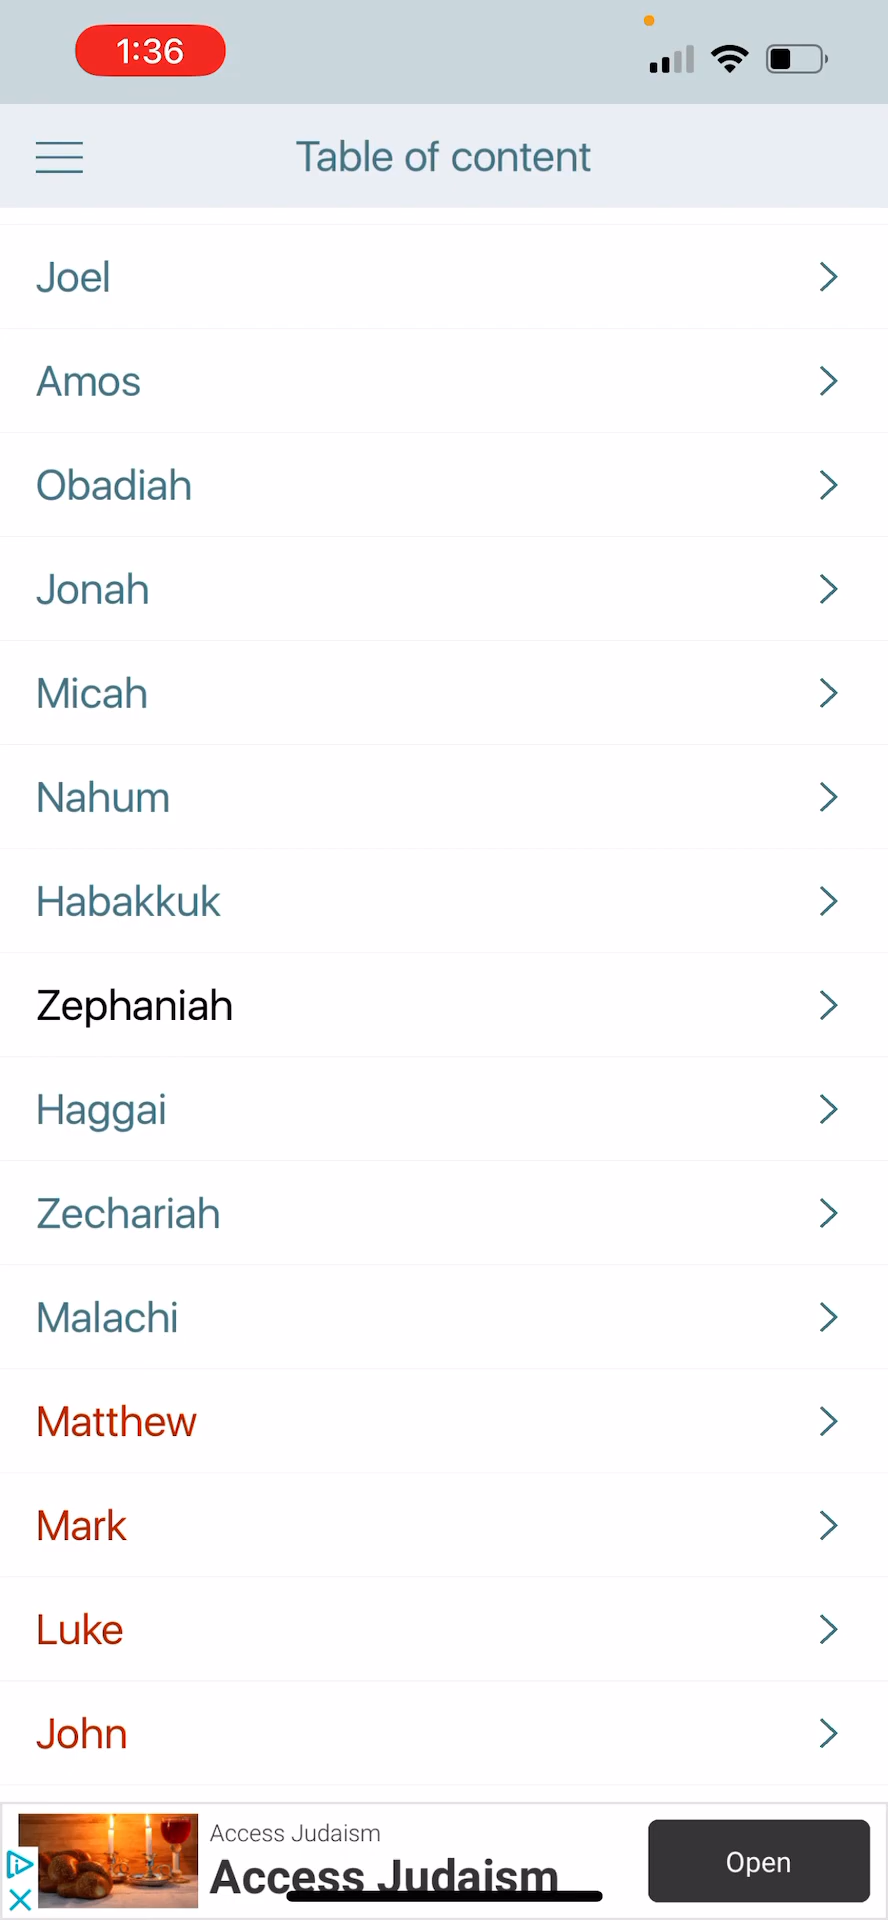 1:36
Table of content
Joel
Amos
Obadiah
Jonah
Micah
Nahum
Habakkuk
Zephaniah
Haggai
Zechariah
Malachi
Matthew
Mark
Luke
John
Access Judaism
Access Judaism
Open